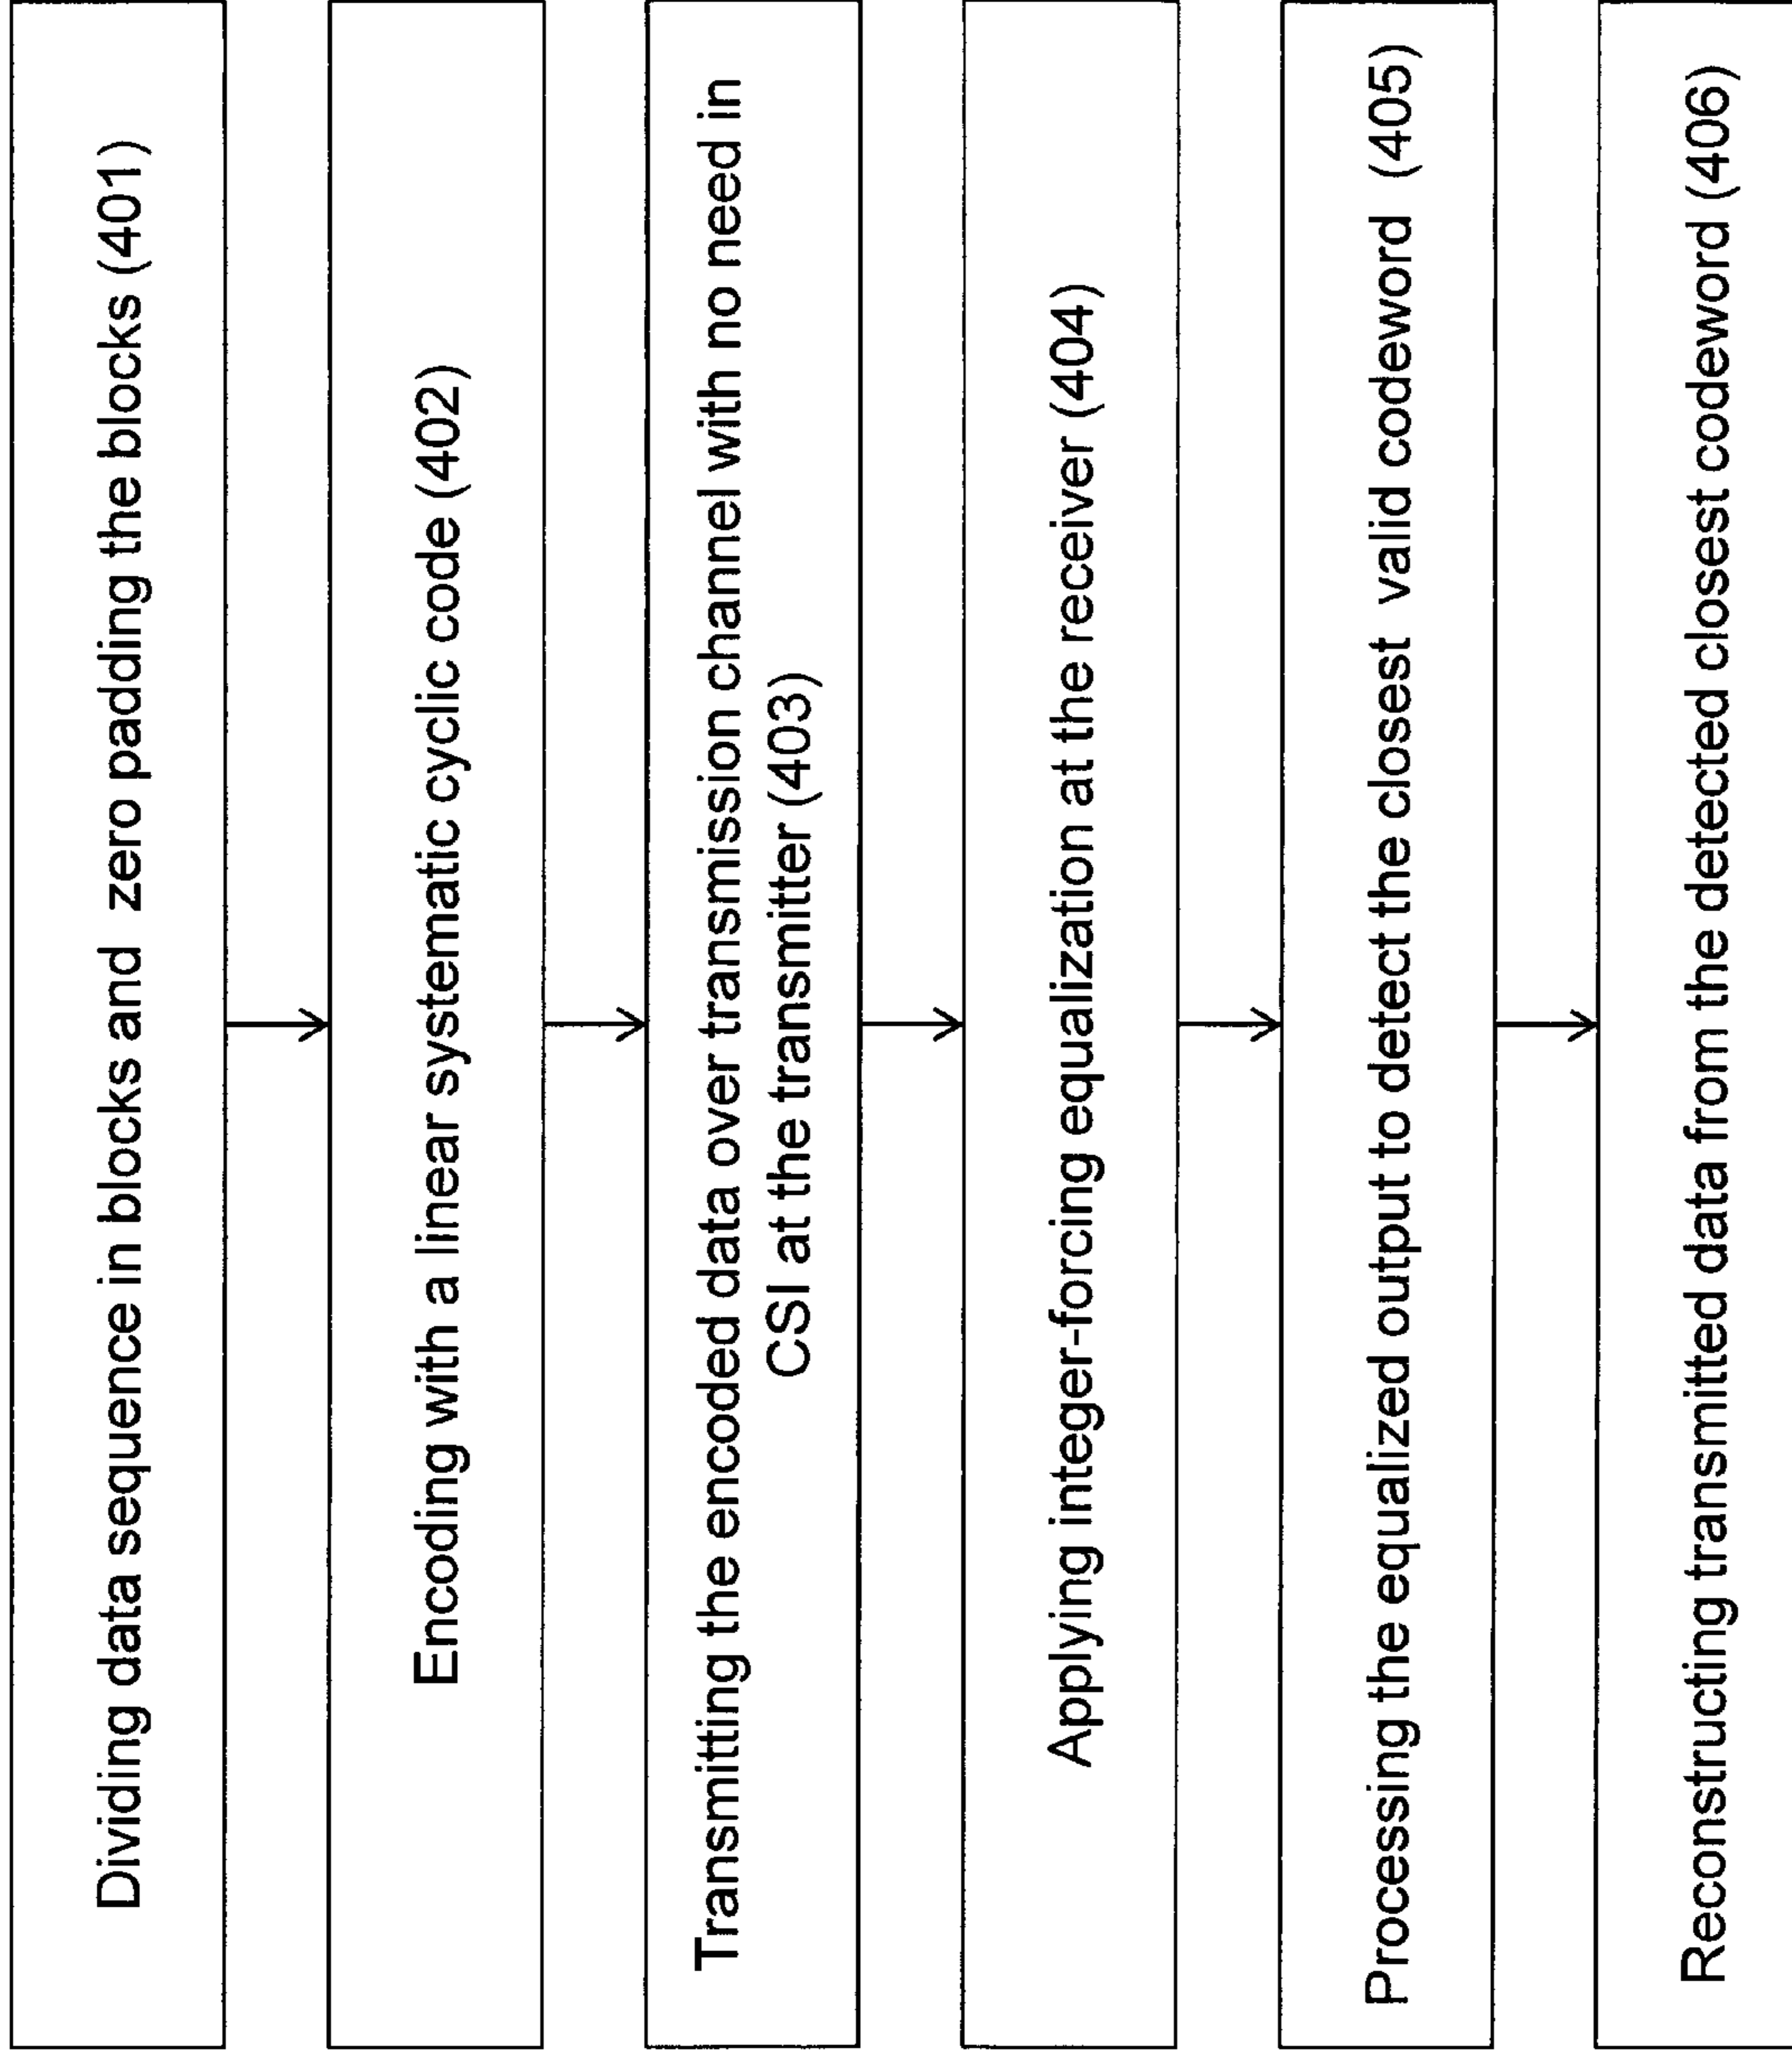 Dividing data sequence in blocks and zero padding the blocks (401)
Encoding with a linear systematic cyclic code (402)
Transmitting the encoded data over transmission channel with no need in
CSI at the transmitter (403)
Applying integer-forcing equalization at the receiver (404)
Processing the equalized output to detect the closest valid codeword (405)
Reconstructing transmitted data from the detected closest codeword (406)